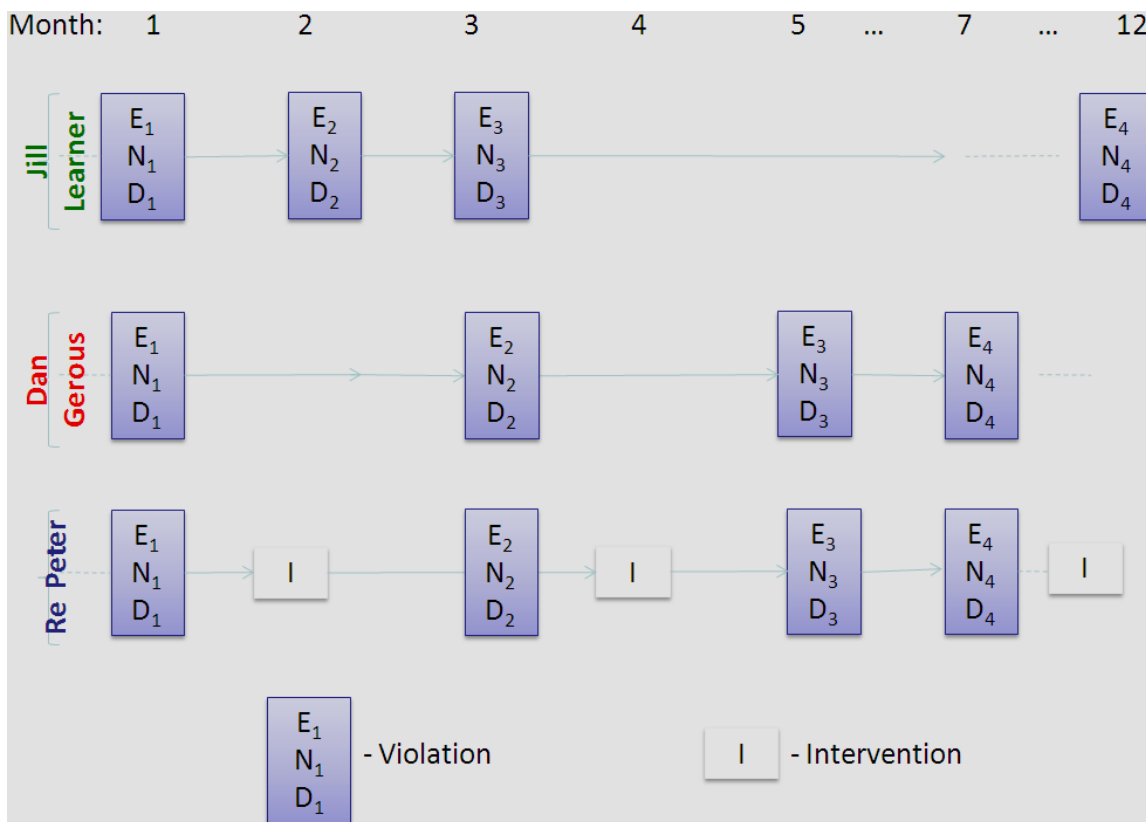 Month: 1 2 3 4 5 ... 7 ... 12
Jill
Learner
E₁ E₂ E₃ E₄
N₁ N₂ N₃ N₄
D₁ D₂ D₃ D₄
Dan
Gerous
E₁ E₂ E₃ E₄
N₁ N₂ N₃ N₄
D₁ D₂ D₃ D₄
Re Peter
E₁ E₂ E₃ E₄
N₁ I N₂ I N₃ N₄ I
D₁ D₂ D₃ D₄
E₁
N₁ - Violation I - Intervention
D₁